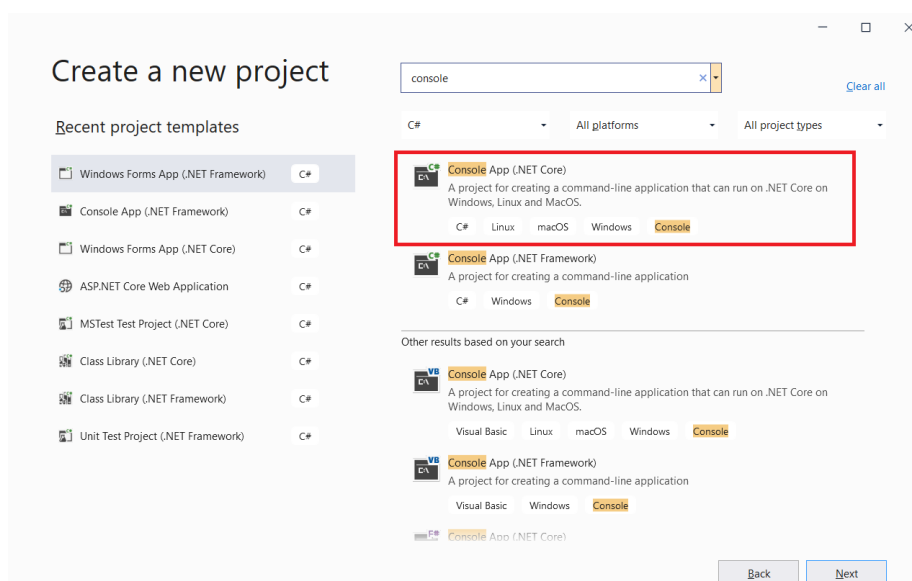 Create a new project
console
Clear all
Recent project templates
C#
All platforms
All project types
Windows Forms App (.NET Framework)
C#
Console App (.NET Framework)
C#
Windows Forms App (.NET Core)
C#
ASP.NET Core Web Application
C#
MSTest Test Project (.NET Core)
C#
Class Library (.NET Core)
C#
Class Library (.NET Framework)
C#
Unit Test Project (.NET Framework)
C#
C#
Console App (.NET Core)
A project for creating a command-line application that can run on .NET Core on
Windows, Linux and MacOS.
C# Linux macOS Windows Console
C#
Console App (.NET Framework)
A project for creating a command-line application
C# Windows Console
Other results based on your search
VB
Console App (.NET Core)
A project for creating a command-line application that can run on .NET Core on
Windows, Linux and MacOS.
Visual Basic Linux macOS Windows Console
VB
Console App (.NET Framework)
A project for creating a command-line application
Visual Basic Windows Console
F#
Console App (.NET Core)
Back
Next